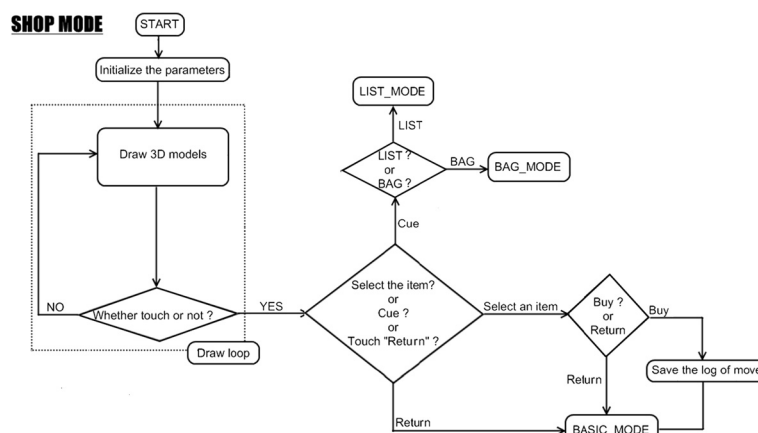 SHOP MODE
START
Initialize the parameters
Draw 3D models
NO
Whether touch or not ?
YES
Draw loop
LIST_MODE
LIST
LIST ?
or
BAG ?
BAG
BAG_MODE
Cue
Select the item?
or
Cue ?
or
Touch "Return" ?
Select an item
Buy ?
or
Return
Buy
Save the log of move
Return
Return
BASIC_MODE